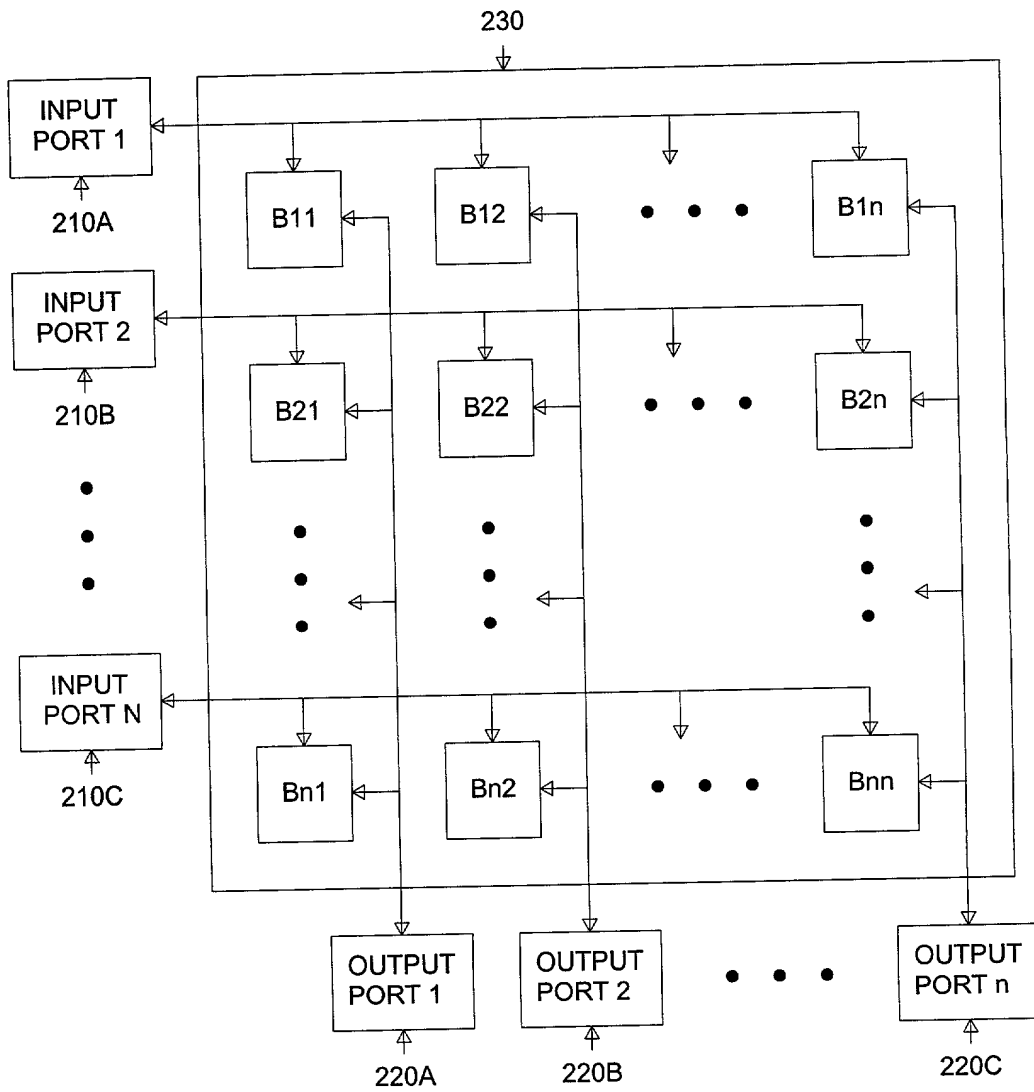 230
INPUT
PORT 1
210A
B11
B12
B1n
INPUT
PORT 2
210B
B21
B22
B2n
INPUT
PORT N
210C
Bn1
Bn2
Bnn
OUTPUT
PORT 1
220A
OUTPUT
PORT 2
220B
OUTPUT
PORT n
220C